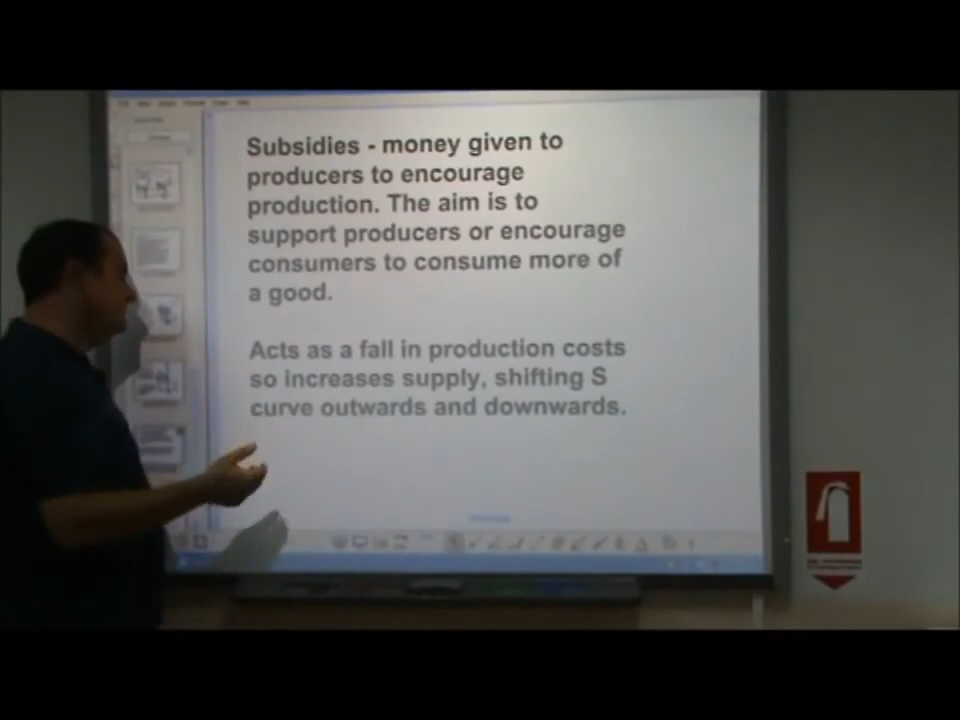 Subsidies - money given to
producers to encourage
production. The aim is to
support producers or encourage
consumers to consume more of
a good.
Acts as a fall in production costs
so increases supply, shifting S
curve outwards and downwards.